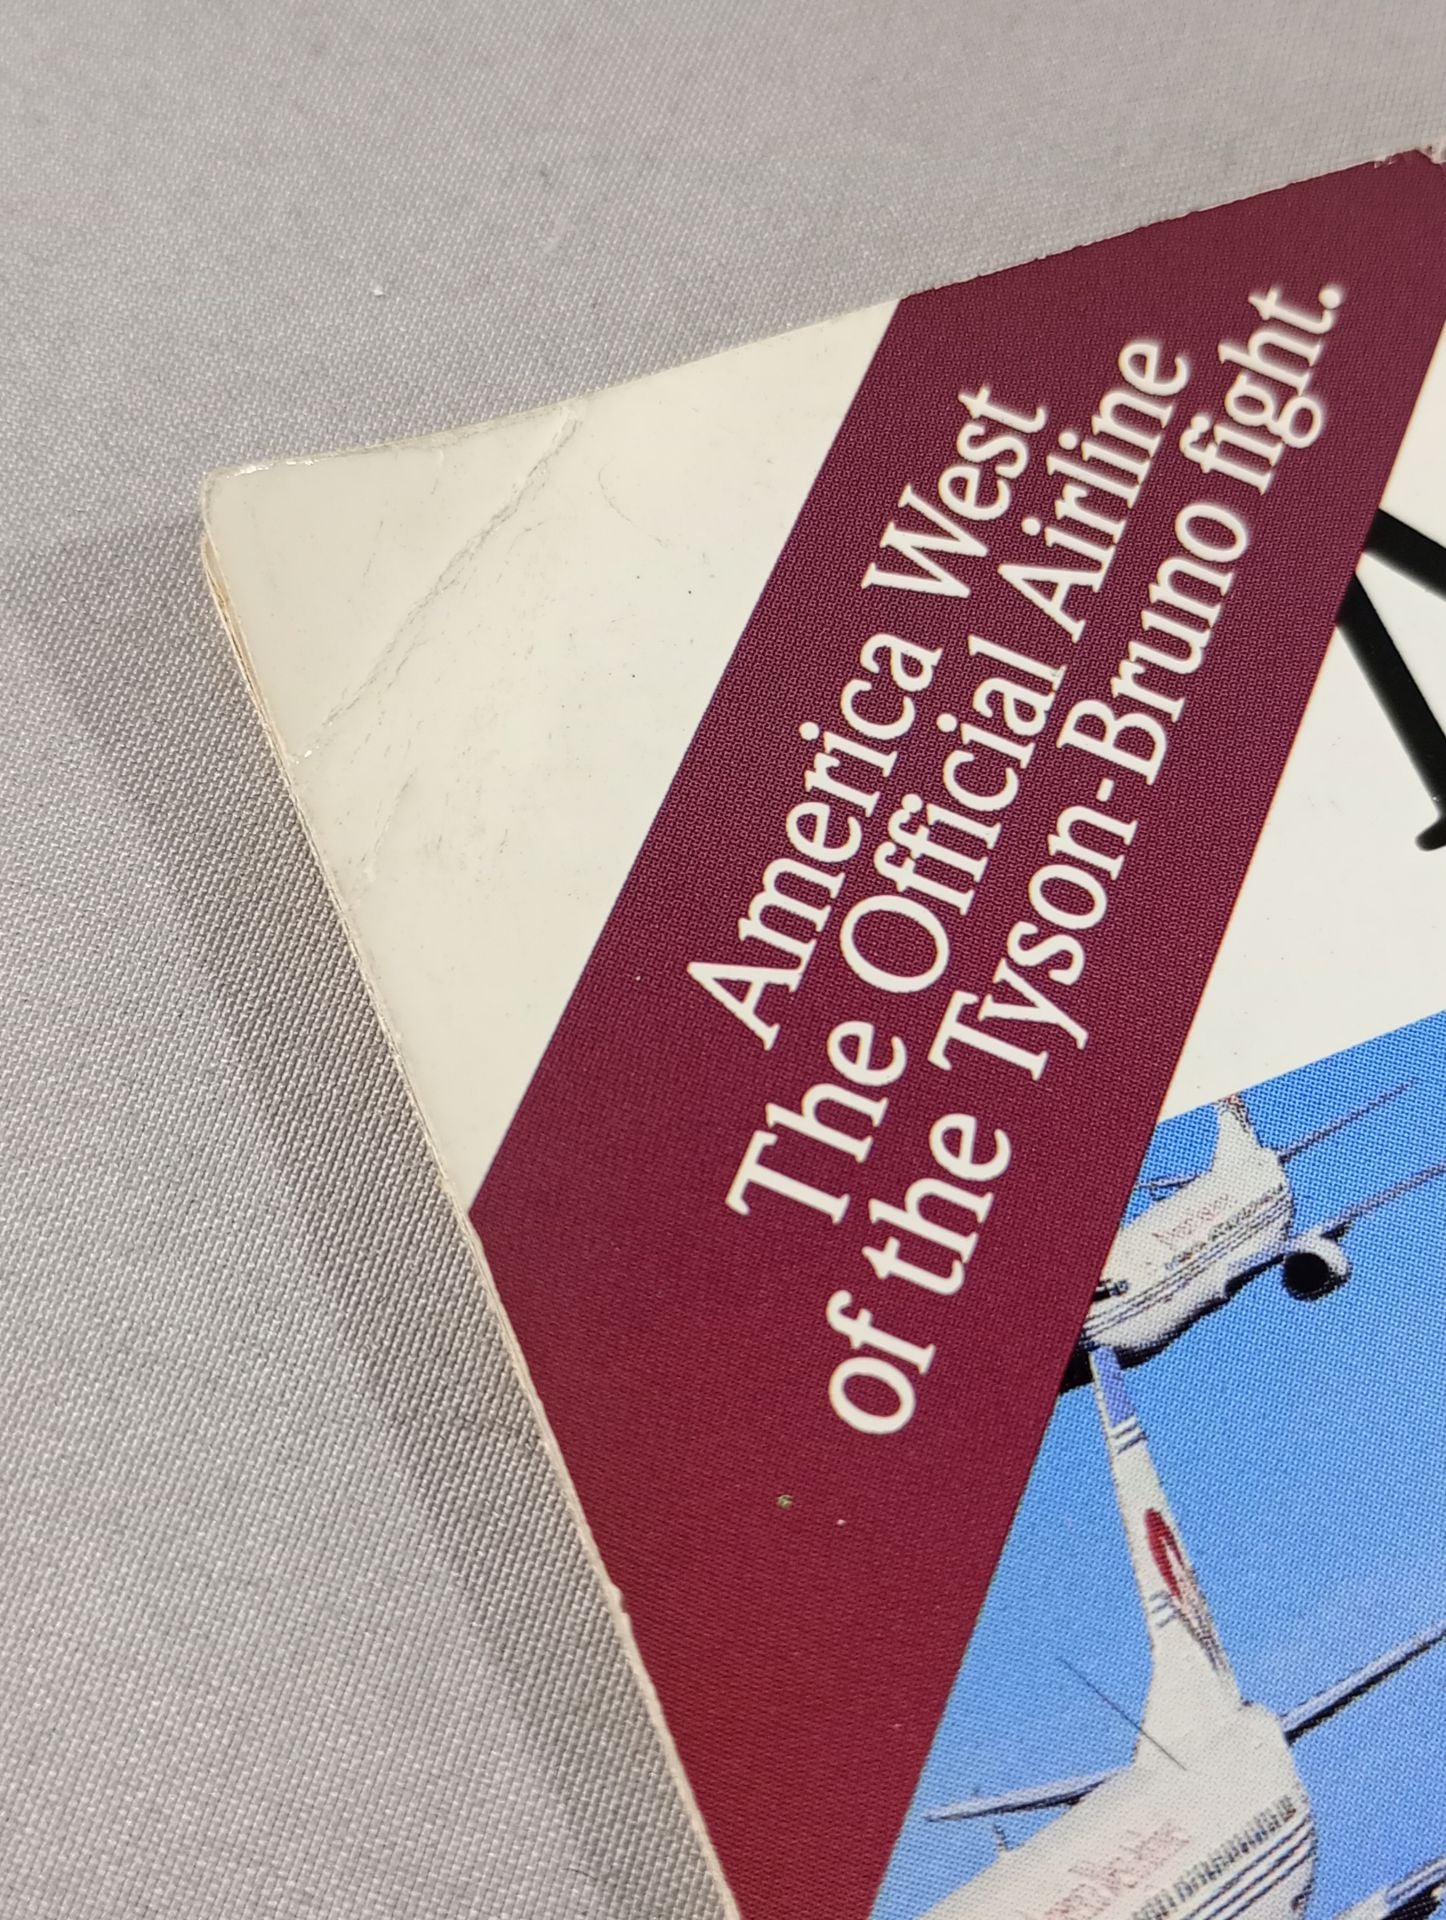 America West
The Official Airline
of the Tyson-Bruno fight.